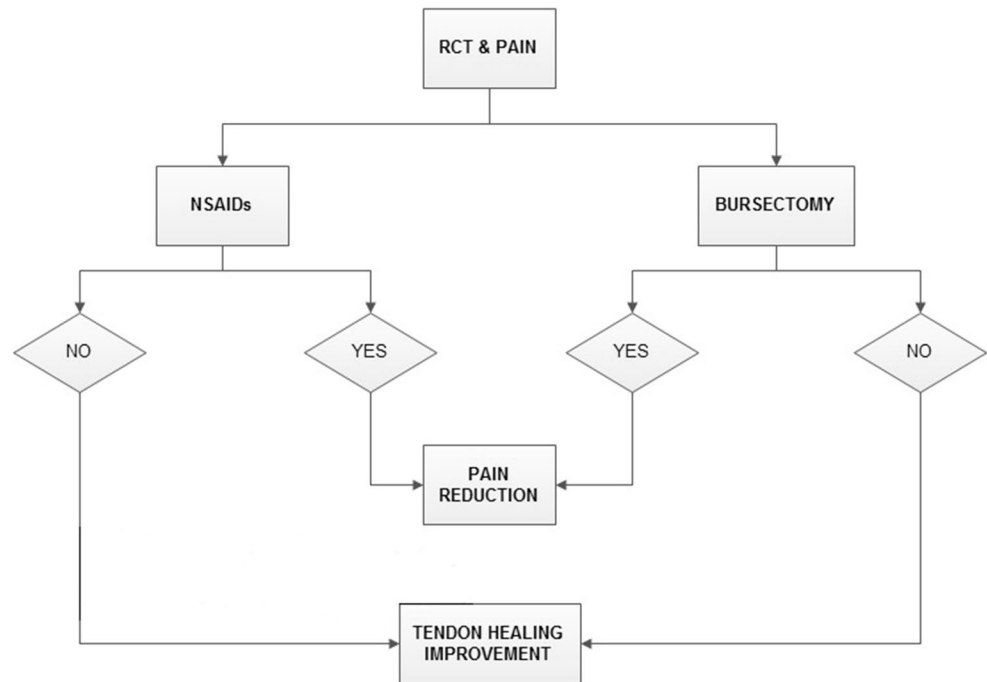 RCT & PAIN
NSAIDs
BURSECTOMY
NO
YES
YES
NO
PAIN
REDUCTION
TENDON HEALING
IMPROVEMENT